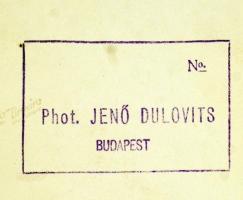 No.
Phot. JENŐ DULOVITS
BUDAPEST